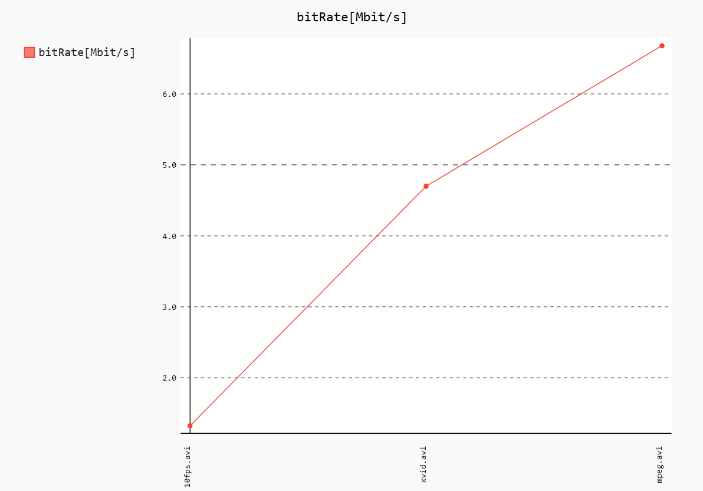 bitRate[Mbit/s]
bitRate[Mbit/s]
6.0
5.0
4.0
3.0
2.0
10fps.avi
xvid.avi
mpeg.avi